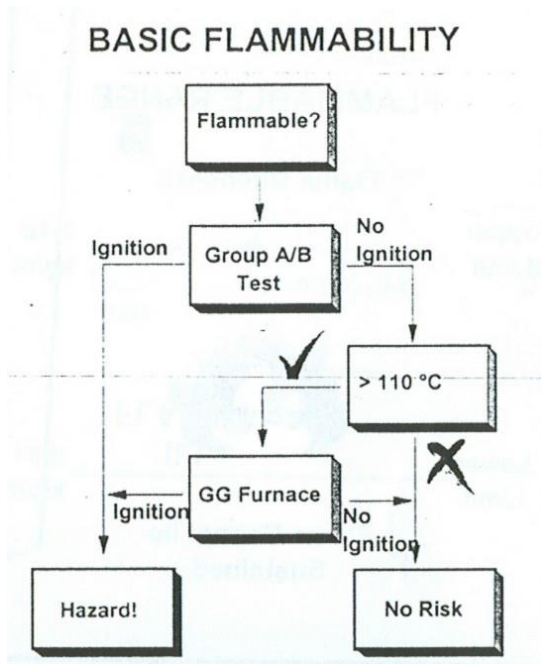 BASIC FLAMMABILITY
Flammable?
Ignition
Group A/B
Test
No
Ignition
> 110 °C
GG Furnace
Ignition
No
Ignition
Hazard!
No Risk